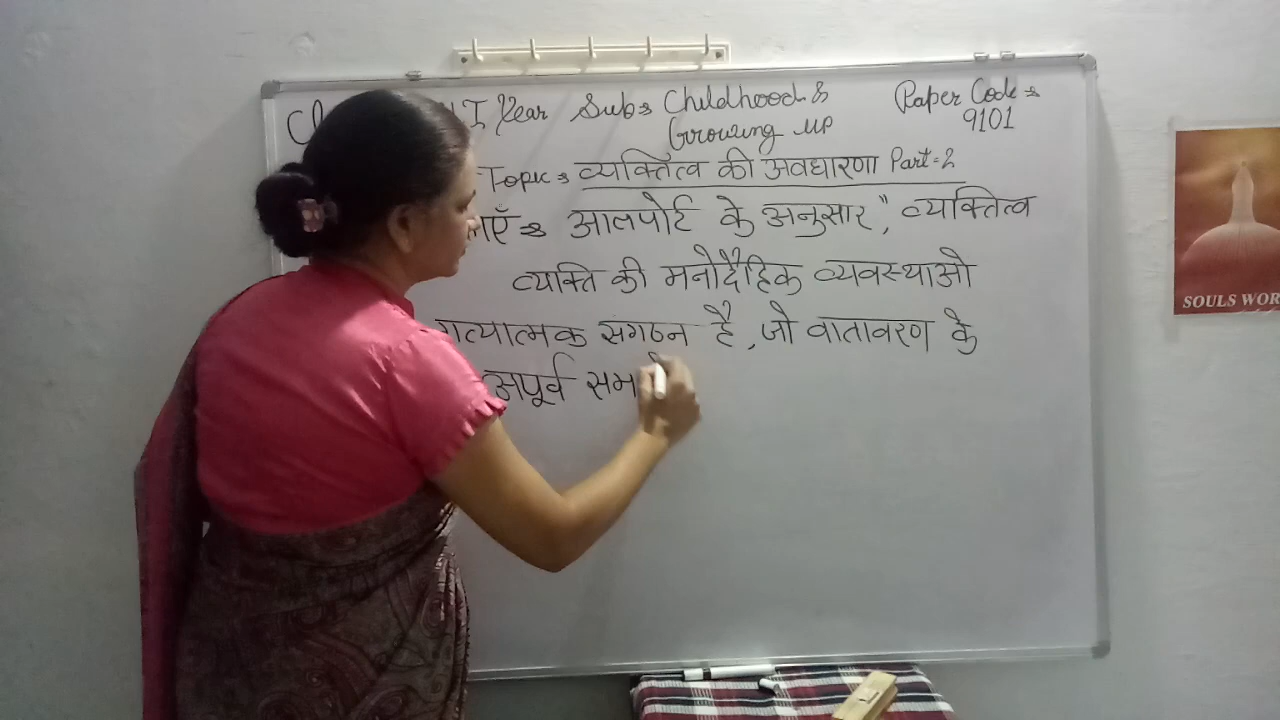 I Year Sub= Childhood & Paper Code=
Growing up 9101
Topic= व्यक्तित्व की अवधारणा Part=2
आलपोर्ट के अनुसार," व्यक्तित्व
व्यक्ति की मनोदैहिक व्यवस्थाओ
गत्यात्मक संगठन है ,जो वातावरण के
अपूर्व सम
SOULS WOR